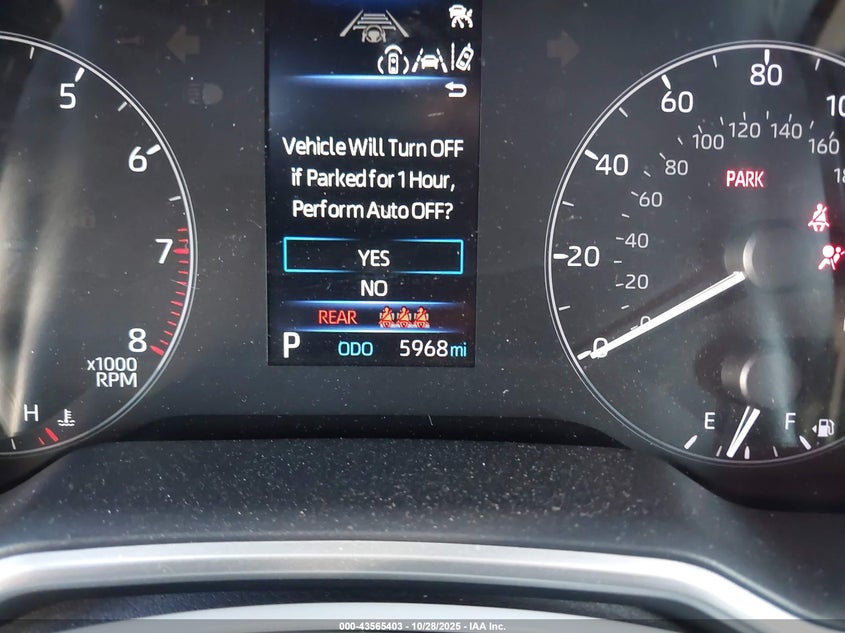 5
6
7
8
x1000
RPM
H
Vehicle Will Turn OFF
if Parked for 1 Hour,
Perform Auto OFF?
YES
NO
REAR
P ODO 5968 mi
0
20
40
60
80
0
20
40
60
80
100
120
140
160
PARK
E F
000-43565403 - 10/28/2025 - IAA Inc.